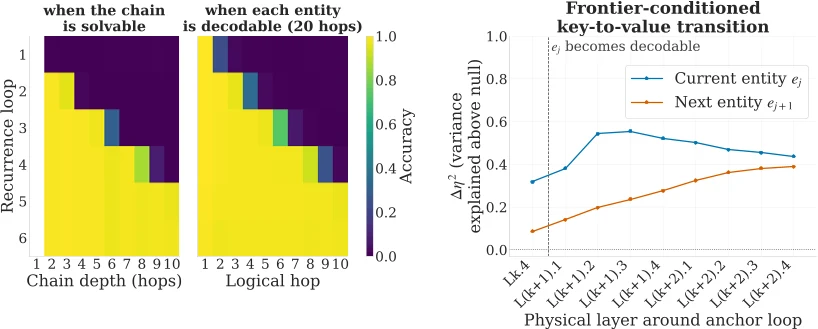 when the chain
is solvable
Recurrence loop
1
2
3
4
5
6
1 2 3 4 5 6 7 8 9 10
Chain depth (hops)
when each entity
is decodable (20 hops)
1 2 3 4 5 6 7 8 9 10
Logical hop
1.0
0.8
0.6
0.4
0.2
0.0
Accuracy
Frontier-conditioned
key-to-value transition
e_j becomes decodable
Current entity e_j
Next entity e_{j+1}
Δη² (variance
explained above null)
1.0
0.8
0.6
0.4
0.2
0.0
Lk.4
L(k+1).1
L(k+1).2
L(k+1).3
L(k+1).4
L(k+2).1
L(k+2).2
L(k+2).3
L(k+2).4
Physical layer around anchor loop